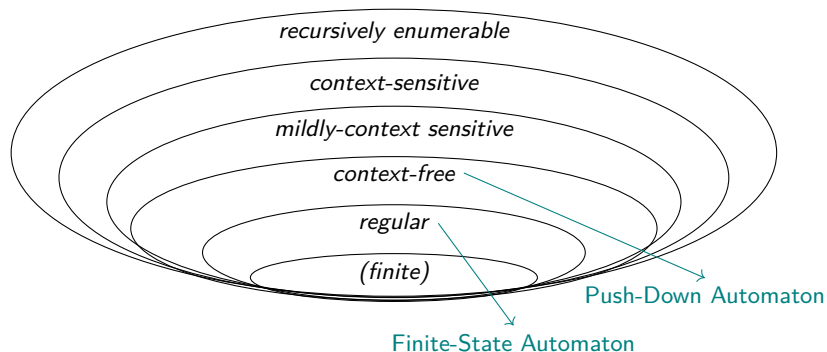 recursively enumerable
context-sensitive
mildly-context sensitive
context-free
regular
(finite)
Push-Down Automaton
Finite-State Automaton